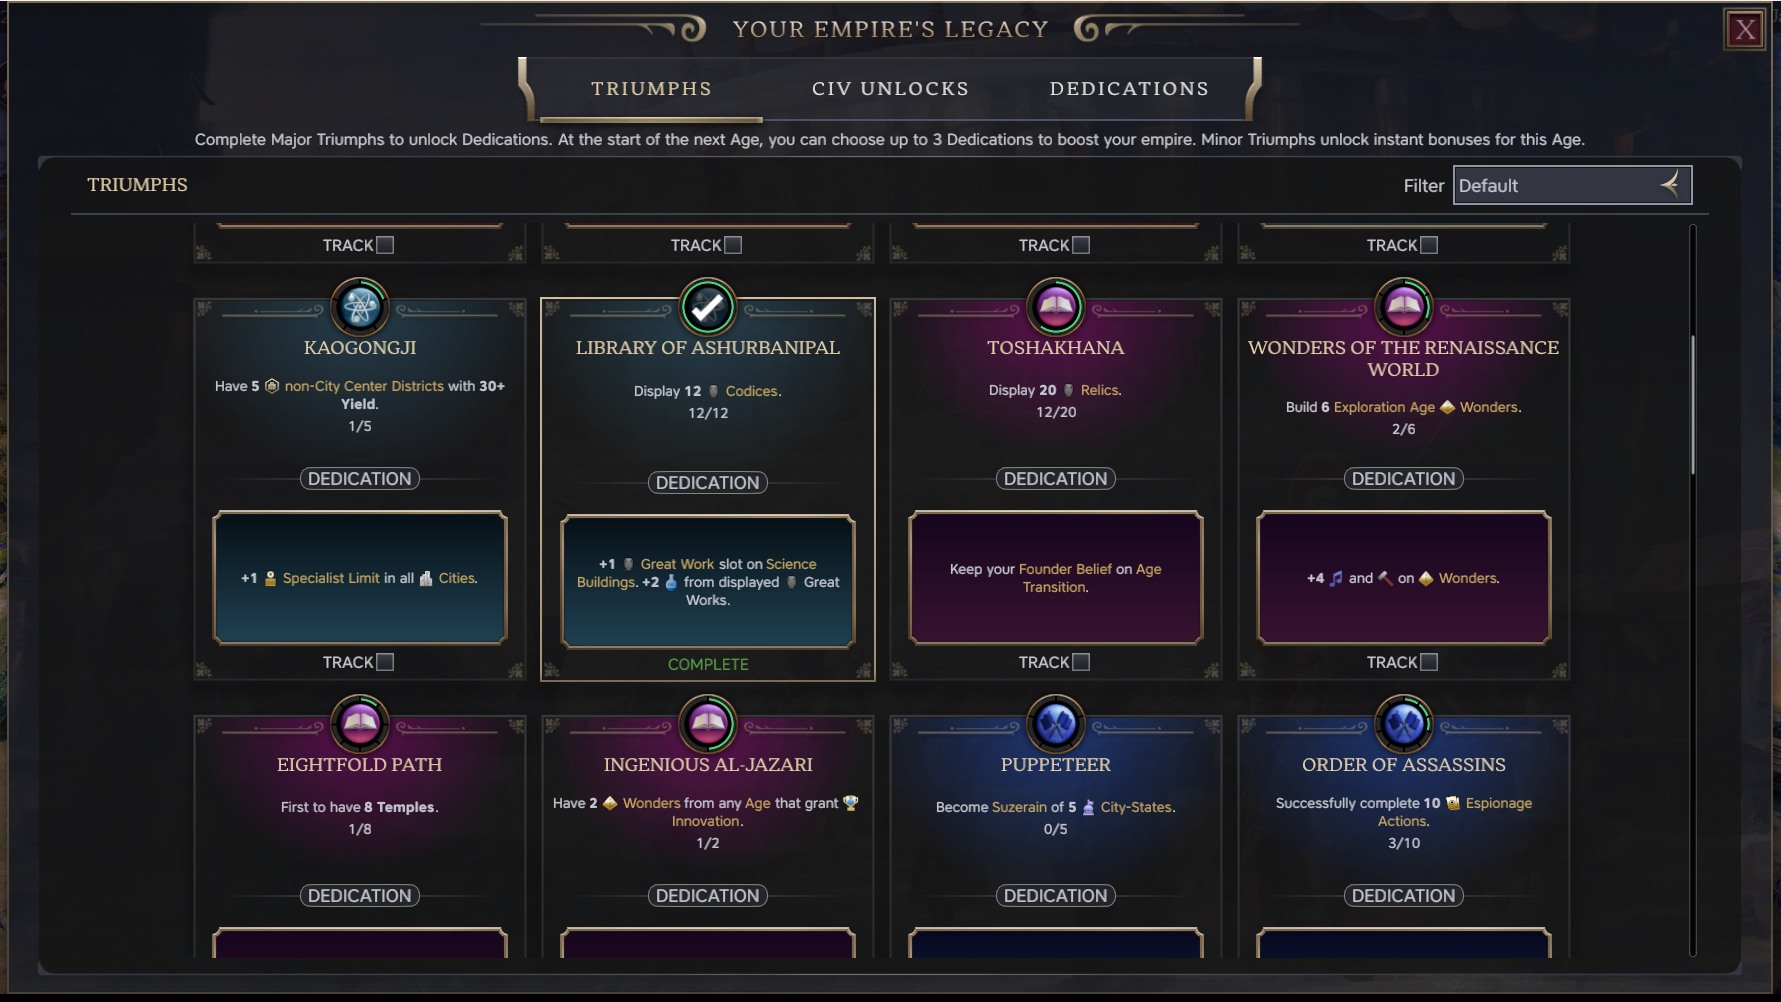 YOUR EMPIRE'S LEGACY
TRIUMPHS
CIV UNLOCKS
DEDICATIONS
Complete Major Triumphs to unlock Dedications. At the start of the next Age, you can choose up to 3 Dedications to boost your empire. Minor Triumphs unlock instant bonuses for this Age.
TRIUMPHS
Filter
Default
TRACK
TRACK
TRACK
TRACK
KAOGONGJI
Have 5 non-City Center Districts with 30+
Yield.
1/5
DEDICATION
+1 Specialist Limit in all Cities.
TRACK
LIBRARY OF ASHURBANIPAL
Display 12 Codices.
12/12
DEDICATION
+1 Great Work slot on Science
Buildings. +2 from displayed Great
Works.
COMPLETE
TOSHAKHANA
Display 20 Relics.
12/20
DEDICATION
Keep your Founder Belief on Age
Transition.
TRACK
WONDERS OF THE RENAISSANCE
WORLD
Build 6 Exploration Age Wonders.
2/6
DEDICATION
+4 and on Wonders.
TRACK
EIGHTFOLD PATH
First to have 8 Temples.
1/8
DEDICATION
INGENIOUS AL-JAZARI
Have 2 Wonders from any Age that grant
Innovation.
1/2
DEDICATION
PUPPETEER
Become Suzerain of 5 City-States.
0/5
DEDICATION
ORDER OF ASSASSINS
Successfully complete 10 Espionage
Actions.
3/10
DEDICATION